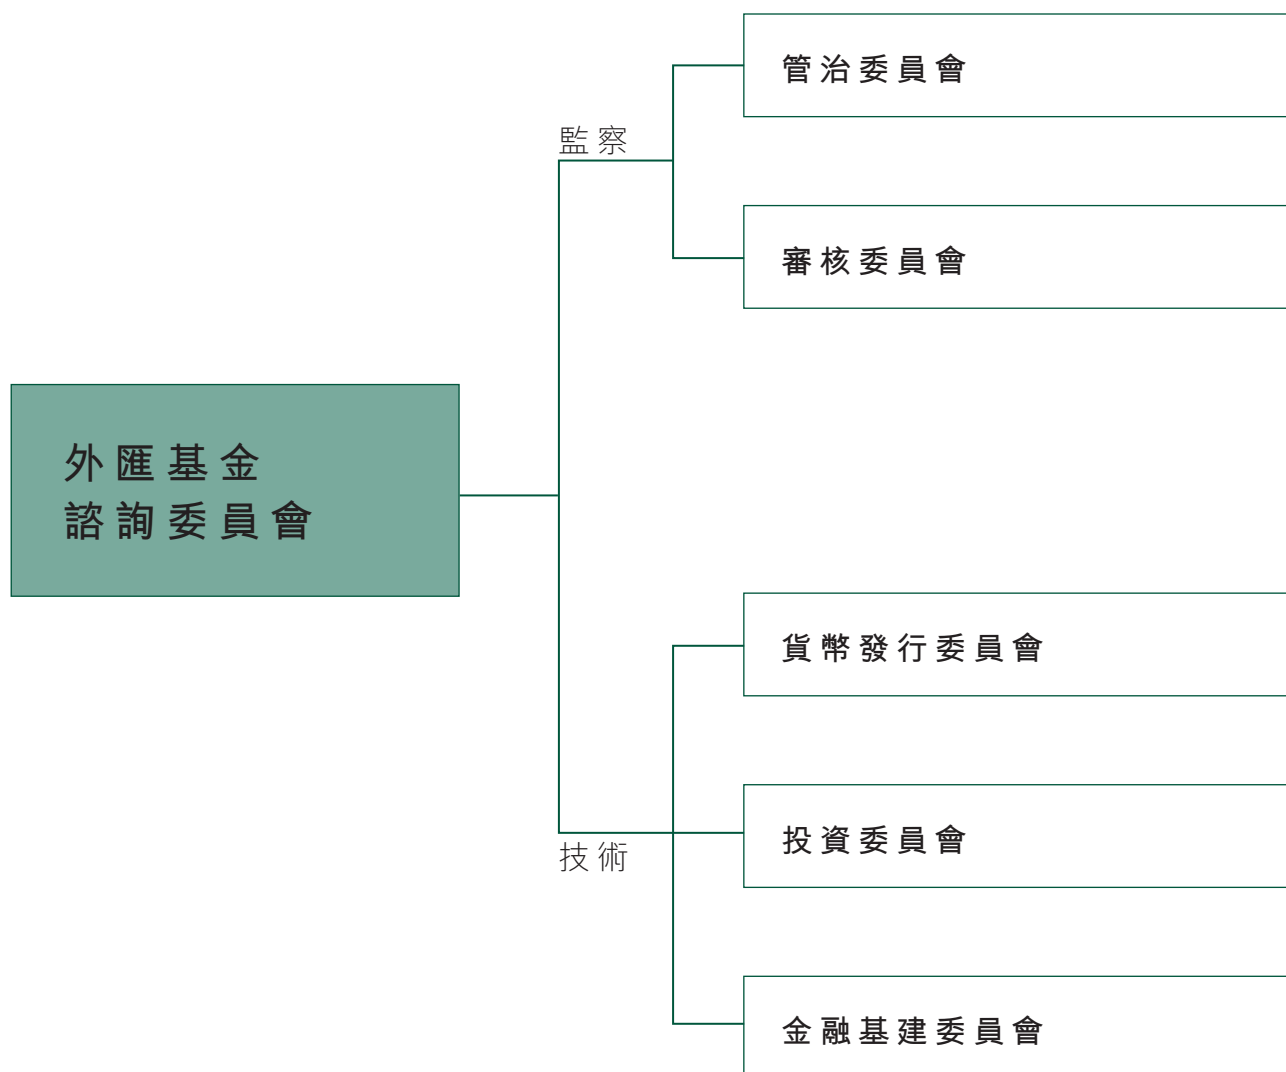 管治委員會
監察
審核委員會
外匯基金
諮詢委員會
貨幣發行委員會
投資委員會
技術
金融基建委員會